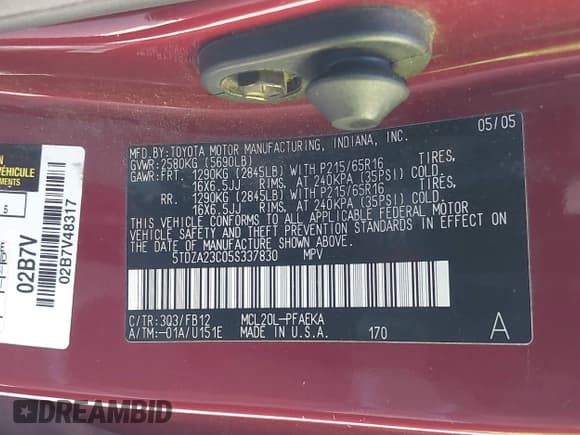 MFD.BY:TOYOTA MOTOR MANUFACTURING, INDIANA, INC. 05/05
GVWR:2580KG (5690LB)
GAWR:FRT. 1290KG (2845LB) WITH P215/65R16 TIRES,
16X6.5JJ RIMS, AT 240KPA (35PSI) COLD.
RR. 1290KG (2845LB) WITH P215/65R16 TIRES,
16X6.5JJ RIMS, AT 240KPA (35PSI) COLD.
THIS VEHICLE CONFORMS TO ALL APPLICABLE FEDERAL MOTOR
VEHICLE SAFETY AND THEFT PREVENTION STANDARDS IN EFFECT
ON THE DATE OF MANUFACTURE SHOWN ABOVE.
5TDZA23C05S337830 MPV
C/TR:3Q3/FB12 MCL20L-PFAEKA
A/TM:-01A/U151E MADE IN U.S.A. 170 A
VÉHICULE
5
02B7V
02B7V48317
DREAMBID